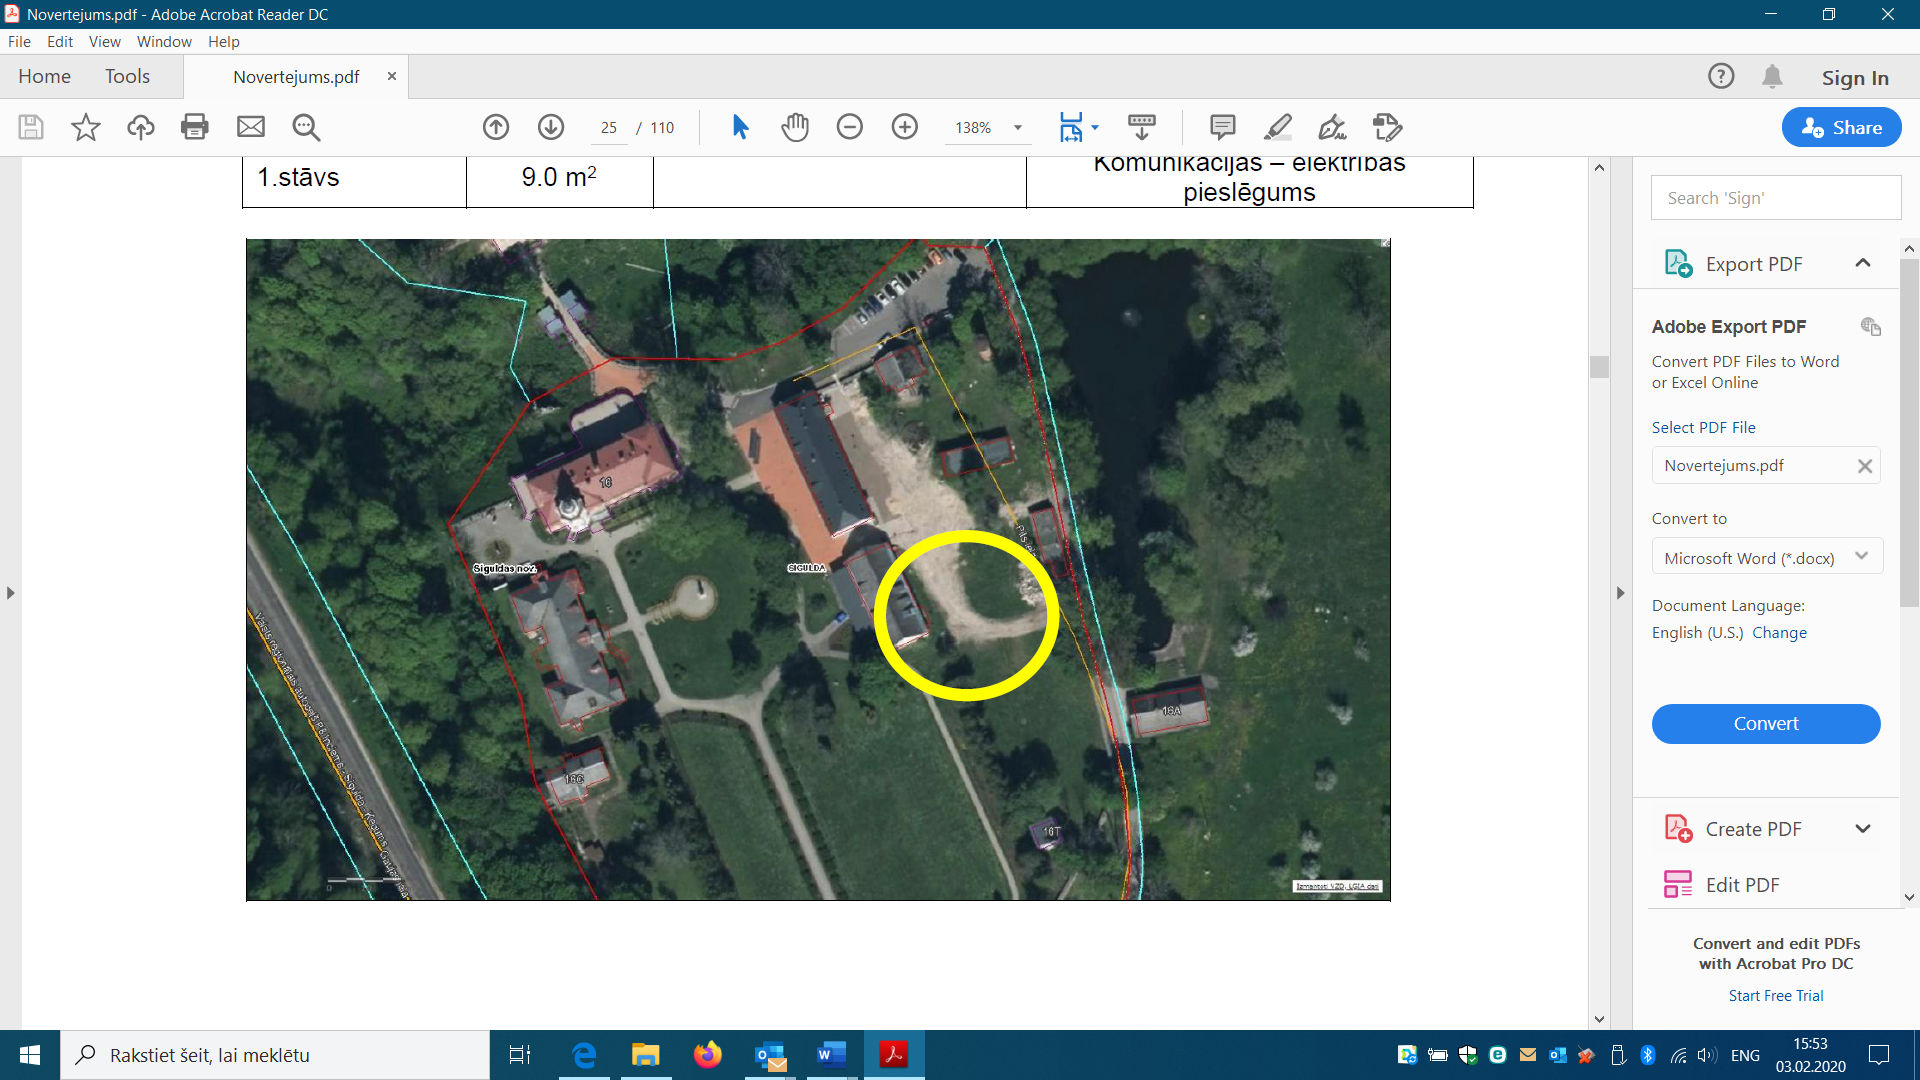 Novertejums.pdf - Adobe Acrobat Reader DC
File Edit View Window Help
Home Tools Novertejums.pdf × ? Sign In
25 / 110 138% Share
1.stāvs 9.0 m² Komunikācijas – elektrības
pieslēgums
16
Siguldas nov.
SIGULDA
16A
16C
16T
Izmantoti VZD, LĢIA dati
Search 'Sign'
Export PDF
Adobe Export PDF
Convert PDF Files to Word
or Excel Online
Select PDF File
Novertejums.pdf
Convert to
Microsoft Word (*.docx)
Document Language:
English (U.S.) Change
Convert
Create PDF
Edit PDF
Convert and edit PDFs
with Acrobat Pro DC
Start Free Trial
Rakstiet šeit, lai meklētu
ENG
15:53
03.02.2020